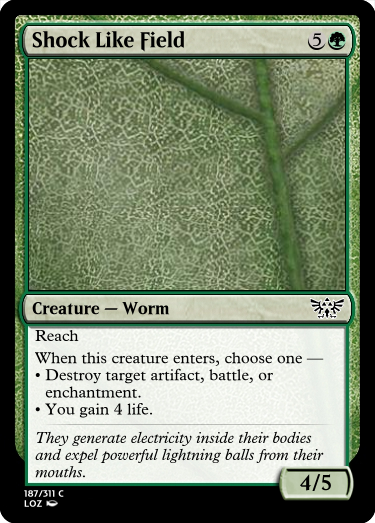 Shock Like Field 5
Creature — Worm
Reach
When this creature enters, choose one —
• Destroy target artifact, battle, or
enchantment.
• You gain 4 life.
They generate electricity inside their bodies
and expel powerful lightning balls from their
mouths.
4/5
187/311 C
LOZ